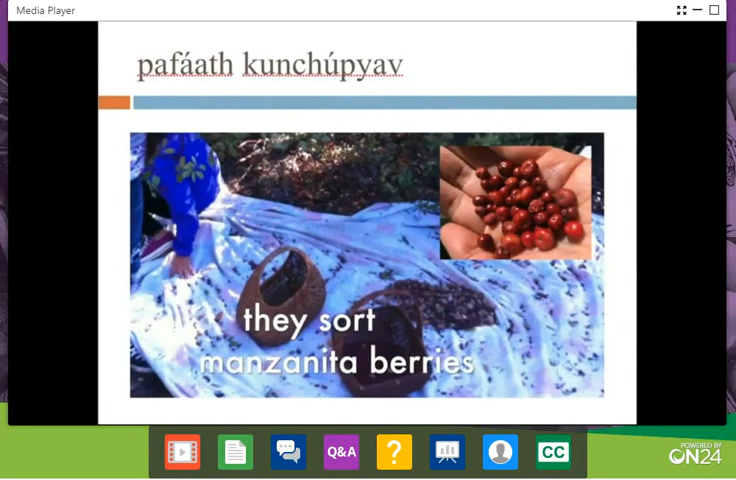 Media Player
pafáath kunchúpyav
they sort
manzanita berries
Q&A
?
CC
POWERED BY
ON24